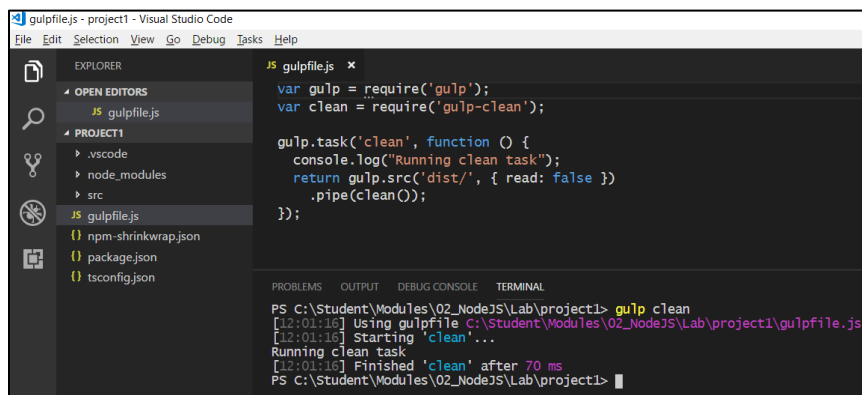 gulpfile.js - project1 - Visual Studio Code
File Edit Selection View Go Debug Tasks Help
EXPLORER
OPEN EDITORS
JS gulpfile.js
PROJECT1
.vscode
node_modules
src
JS gulpfile.js
{} npm-shrinkwrap.json
{} package.json
{} tsconfig.json
JS gulpfile.js ×
var gulp = require('gulp');
var clean = require('gulp-clean');
gulp.task('clean', function () {
  console.log("Running clean task");
  return gulp.src('dist/', { read: false })
    .pipe(clean());
});
PROBLEMS OUTPUT DEBUG CONSOLE TERMINAL
PS C:\Student\Modules\02_NodeJS\Lab\project1> gulp clean
[12:01:16] Using gulpfile C:\Student\Modules\02_NodeJS\Lab\project1\gulpfile.js
[12:01:16] Starting 'clean'...
Running clean task
[12:01:16] Finished 'clean' after 70 ms
PS C:\Student\Modules\02_NodeJS\Lab\project1>